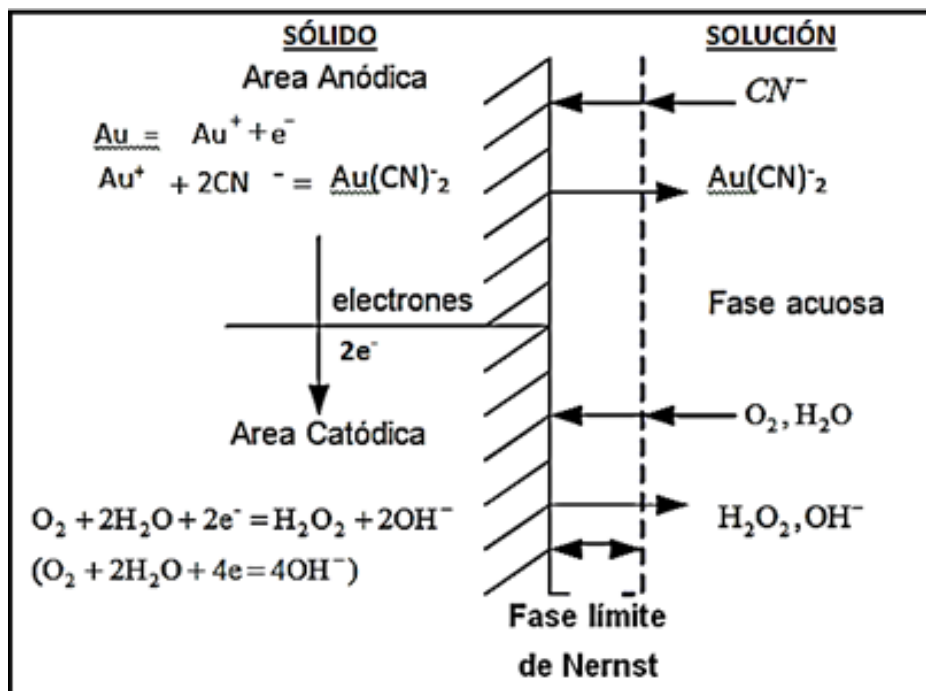 SÓLIDO
SOLUCIÓN
Area Anódica
CN⁻
Au = Au⁺ + e⁻
Au⁺ + 2CN ⁻ = Au(CN)⁻₂
Au(CN)⁻₂
electrones
Fase acuosa
2e⁻
Area Catódica
O₂, H₂O
O₂ + 2H₂O + 2e⁻ = H₂O₂ + 2OH⁻
H₂O₂, OH⁻
(O₂ + 2H₂O + 4e = 4OH⁻)
Fase límite
de Nernst